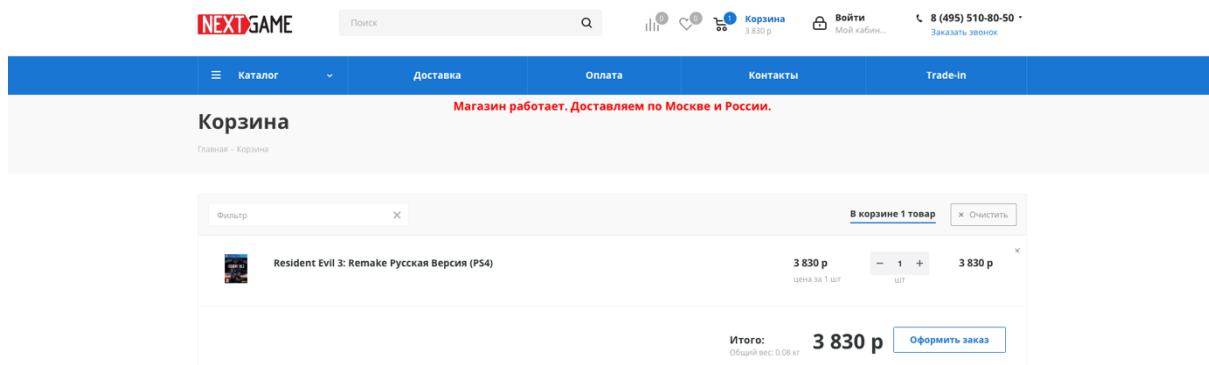 NEXTGAME
Поиск
0
0
1
Корзина
3 830 р
Войти
Мой кабин...
8 (495) 510-80-50
Заказать звонок
Каталог
Доставка
Оплата
Контакты
Trade-in
Магазин работает. Доставляем по Москве и России.
Корзина
Главная - Корзина
Фильтр
В корзине 1 товар
× Очистить
Resident Evil 3: Remake Русская Версия (PS4)
3 830 р
цена за 1 шт
− 1 +
шт
3 830 р
Итого:
Общий вес: 0.08 кг
3 830 р
Оформить заказ